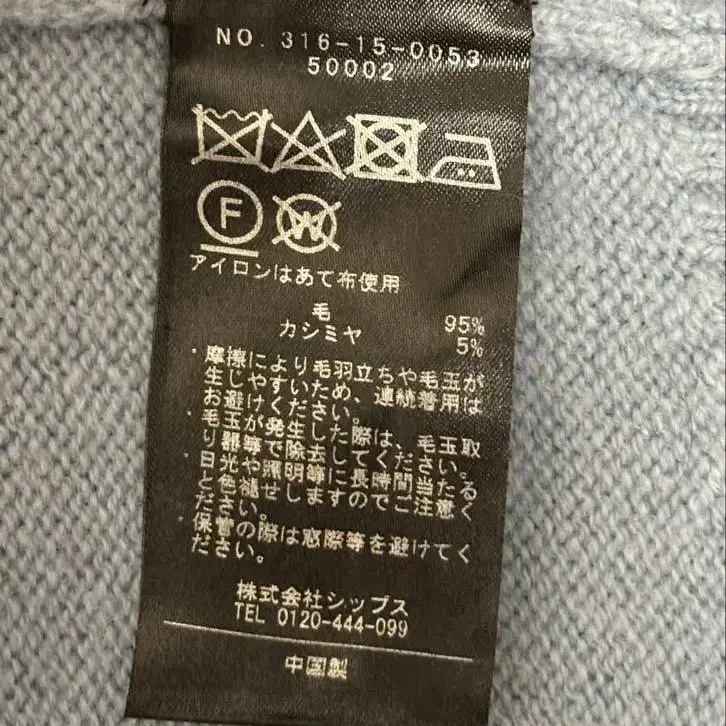 NO. 316-15-0053
50002
F W
アイロンはあて布使用
毛 95%
カシミヤ 5%
・摩擦により毛羽立ちや毛玉が
生じやすいため、連続着用は
お避けください。
・毛玉が発生した際は、毛玉取
り器等で除去してください。
・日光や照明等に長時間当たる
と色褪せしますのでご注意く
ださい。
・保管の際は窓際等を避けてく
ださい。
株式会社シップス
TEL 0120-444-099
中国製